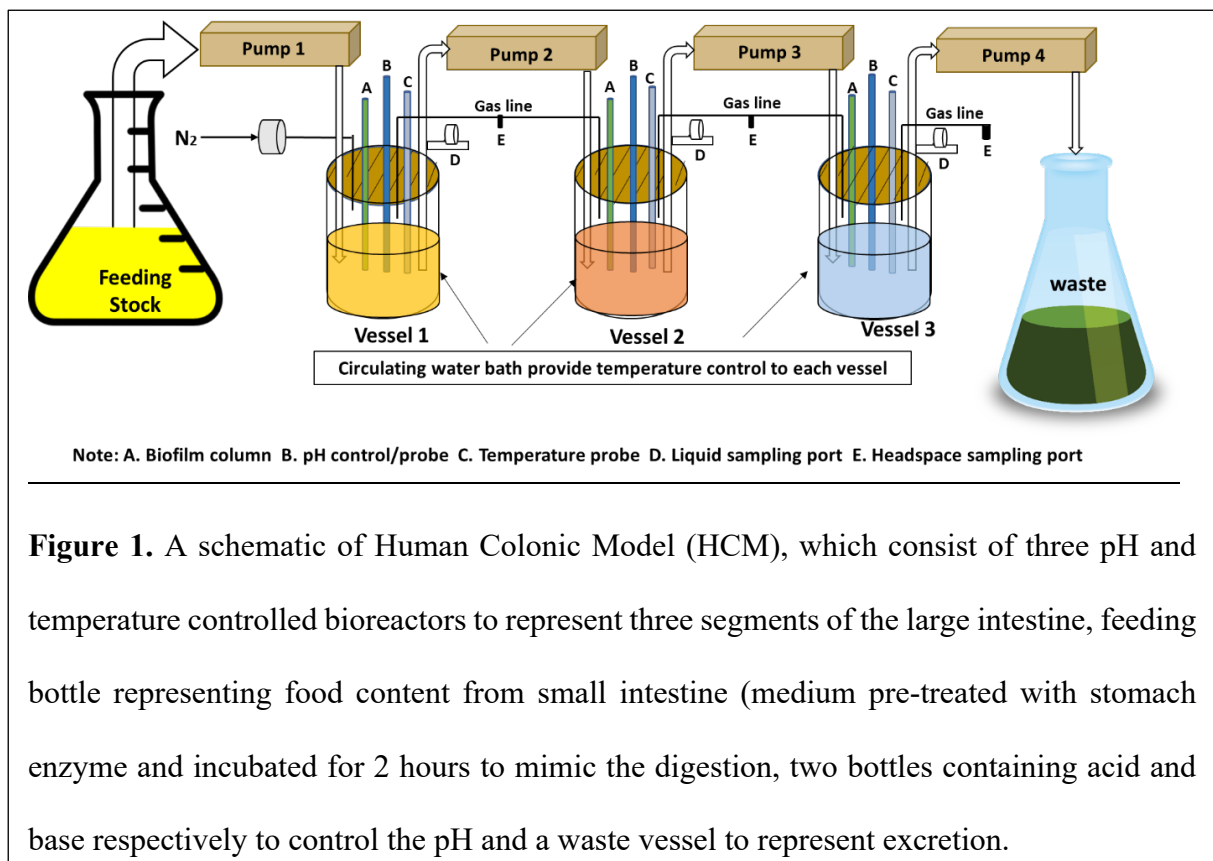 Pump 1
Pump 2
Pump 3
Pump 4
A
B
C
Gas line
E
D
A
B
C
Gas line
E
D
A
B
C
Gas line
E
D
N2
Feeding
Stock
waste
Vessel 1
Vessel 2
Vessel 3
Circulating water bath provide temperature control to each vessel
Note: A. Biofilm column B. pH control/probe C. Temperature probe D. Liquid sampling port E. Headspace sampling port
Figure 1. A schematic of Human Colonic Model (HCM), which consist of three pH and
temperature controlled bioreactors to represent three segments of the large intestine, feeding
bottle representing food content from small intestine (medium pre-treated with stomach
enzyme and incubated for 2 hours to mimic the digestion, two bottles containing acid and
base respectively to control the pH and a waste vessel to represent excretion.